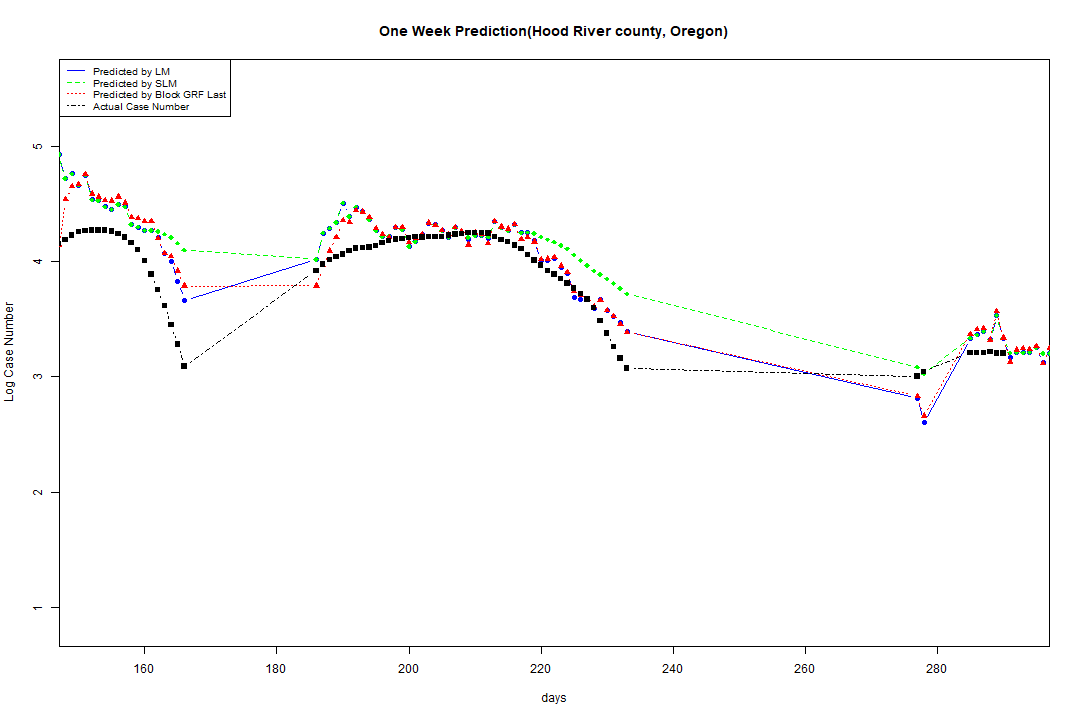 One Week Prediction(Hood River county, Oregon)
Predicted by LM
Predicted by SLM
Predicted by Block GRF Last
Actual Case Number
5
4
3
2
1
Log Case Number
160 180 200 220 240 260 280
days